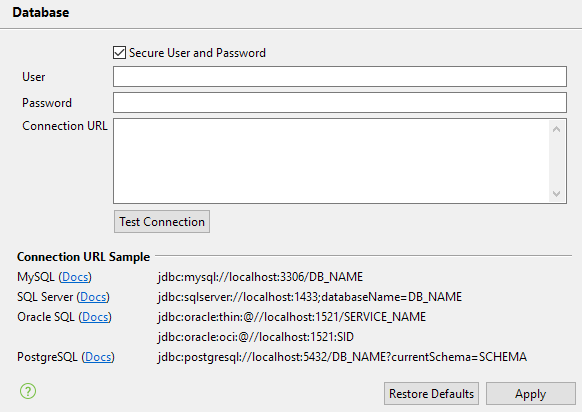 Database
Secure User and Password
User
Password
Connection URL
Test Connection
Connection URL Sample
MySQL (Docs) jdbc:mysql://localhost:3306/DB_NAME
SQL Server (Docs) jdbc:sqlserver://localhost:1433;databaseName=DB_NAME
Oracle SQL (Docs) jdbc:oracle:thin:@//localhost:1521/SERVICE_NAME
jdbc:oracle:oci:@//localhost:1521:SID
PostgreSQL (Docs) jdbc:postgresql://localhost:5432/DB_NAME?currentSchema=SCHEMA
? Restore Defaults Apply